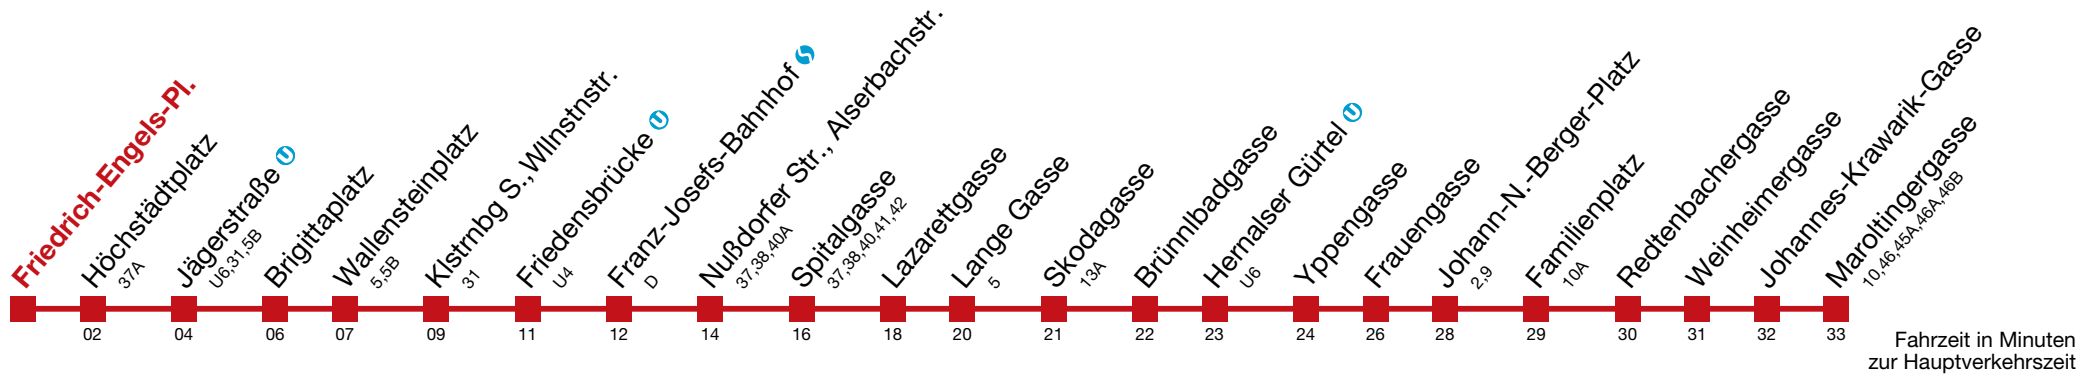 Friedrich-Engels-Pl.
Höchstädtplatz
37A
Jägerstraße
U6,31,5B
Brigittaplatz
Wallensteinplatz
5,5B
Klstrnbg S.,Wllnstnstr.
31
Friedensbrücke
U4
Franz-Josefs-Bahnhof
D
Nußdorfer Str., Alserbachstr.
37,38,40A
Spitalgasse
37,38,40,41,42
Lazarettgasse
Lange Gasse
5
Skodagasse
13A
Brünnlbadgasse
Hernalser Gürtel
U6
Yppengasse
Frauengasse
Johann-N.-Berger-Platz
2,9
Familienplatz
10A
Redtenbachergasse
Weinheimergasse
Johannes-Krawarik-Gasse
Maroltingergasse
10,46,45A,46A,46B
02 04 06 07 09 11 12 14 16 18 20 21 22 23 24 26 28 29 30 31 32 33
Fahrzeit in Minuten
zur Hauptverkehrszeit